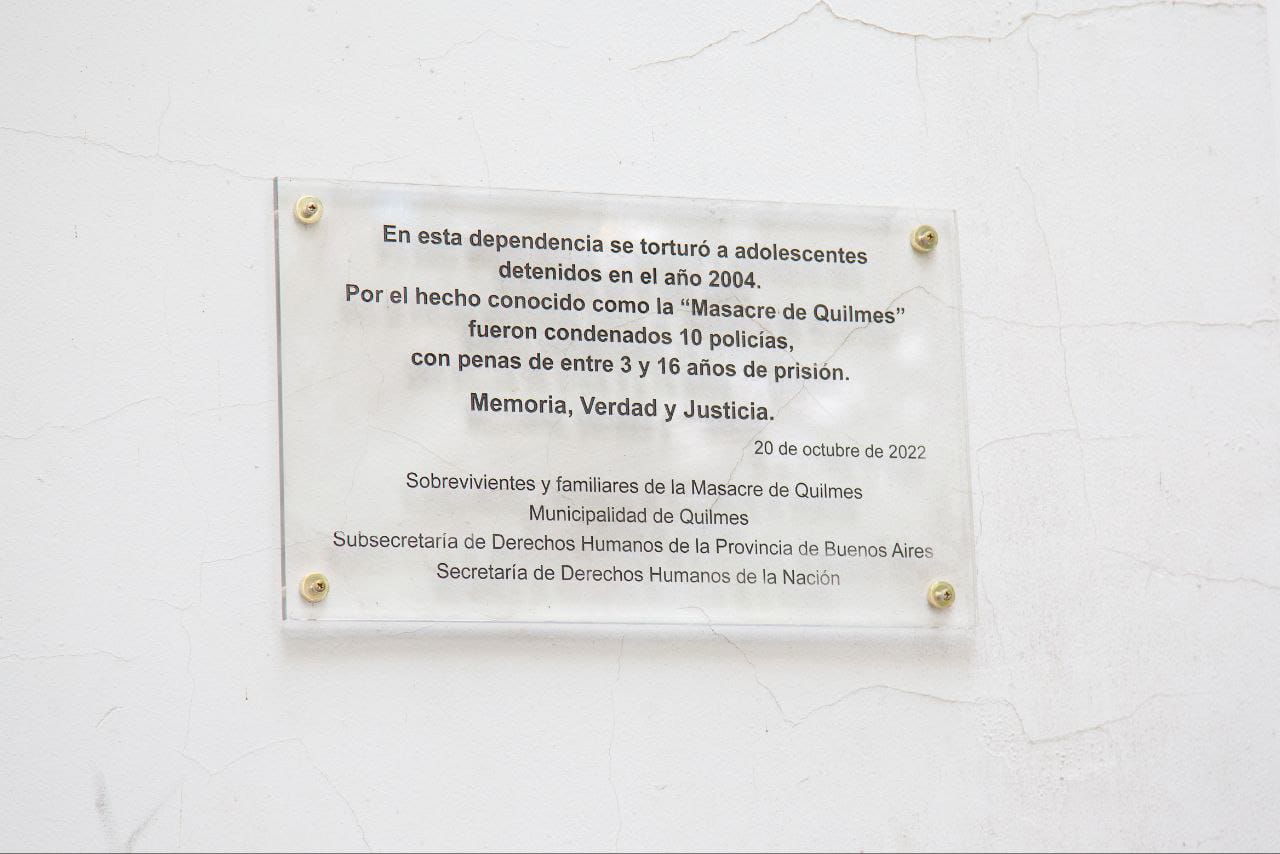 En esta dependencia se torturó a adolescentes
detenidos en el año 2004.
Por el hecho conocido como la “Masacre de Quilmes”
fueron condenados 10 policías,
con penas de entre 3 y 16 años de prisión.
Memoria, Verdad y Justicia.
20 de octubre de 2022
Sobrevivientes y familiares de la Masacre de Quilmes
Municipalidad de Quilmes
Subsecretaría de Derechos Humanos de la Provincia de Buenos Aires
Secretaría de Derechos Humanos de la Nación